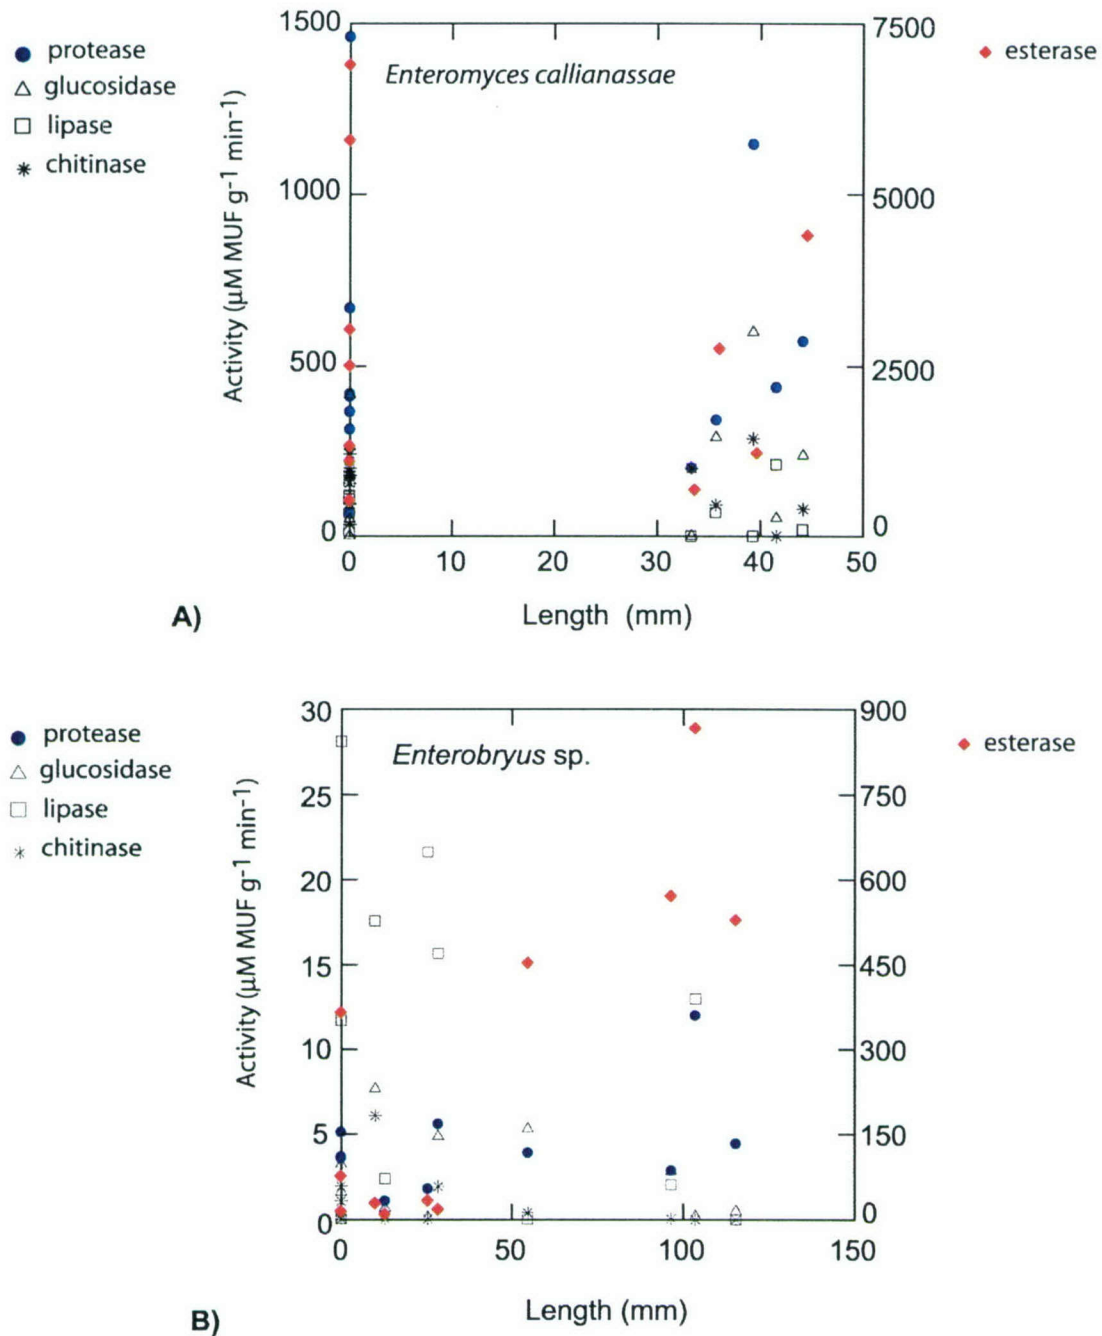 protease
glucosidase
lipase
chitinase
Activity (µM MUF g-1 min-1)
1500
1000
500
0
Enteromyces callianassae
7500
5000
2500
0
esterase
0 10 20 30 40 50
Length (mm)
A)
protease
glucosidase
lipase
chitinase
Activity (µM MUF g-1 min-1)
30
25
20
15
10
5
0
Enterobryus sp.
900
750
600
450
300
150
0
esterase
0 50 100 150
Length (mm)
B)